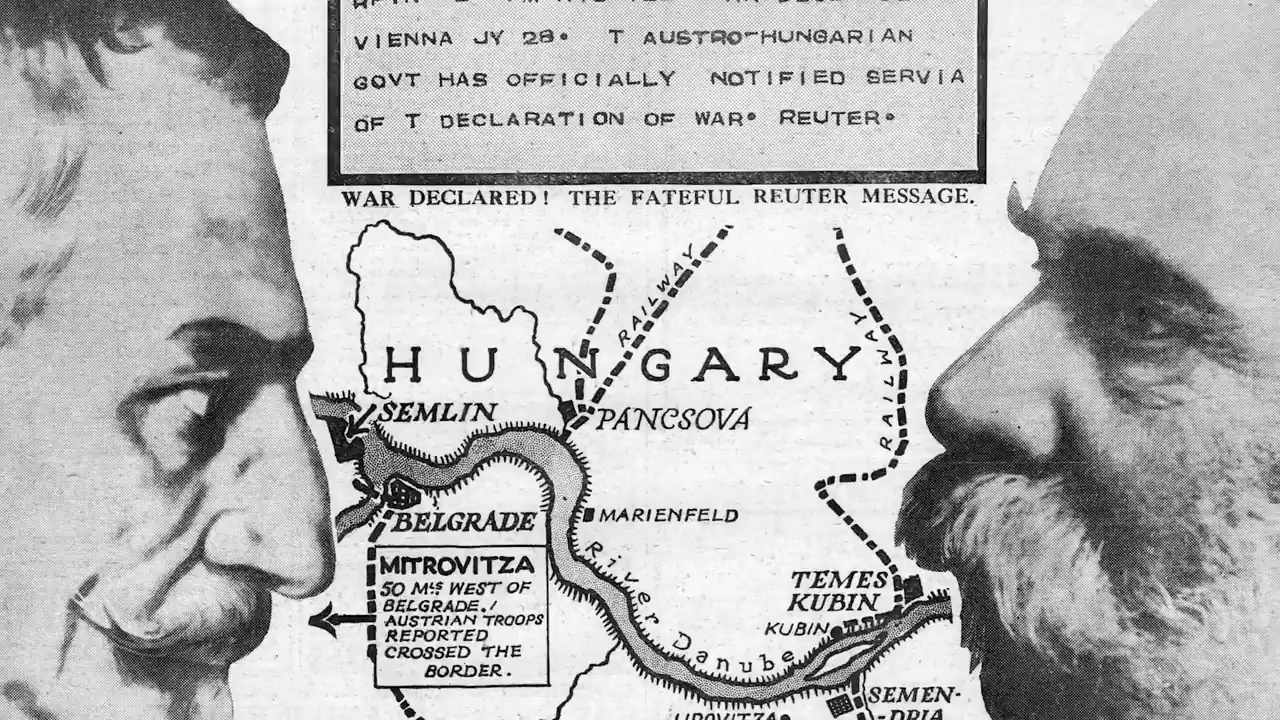 VIENNA JY 28. T AUSTRO-HUNGARIAN
GOVT HAS OFFICIALLY NOTIFIED SERVIA
OF T DECLARATION OF WAR. REUTER.
WAR DECLARED! THE FATEFUL REUTER MESSAGE.
RAILWAY
RAILWAY
HUNGARY
SEMLIN
PANCSOVA
BELGRADE
MARIENFELD
MITROVITZA
50 MLS WEST OF
BELGRADE./
AUSTRIAN TROOPS
REPORTED
CROSSED THE
BORDER.
River Danube
TEMES
KUBIN
KUBIN
SEMEN-
-DRIA